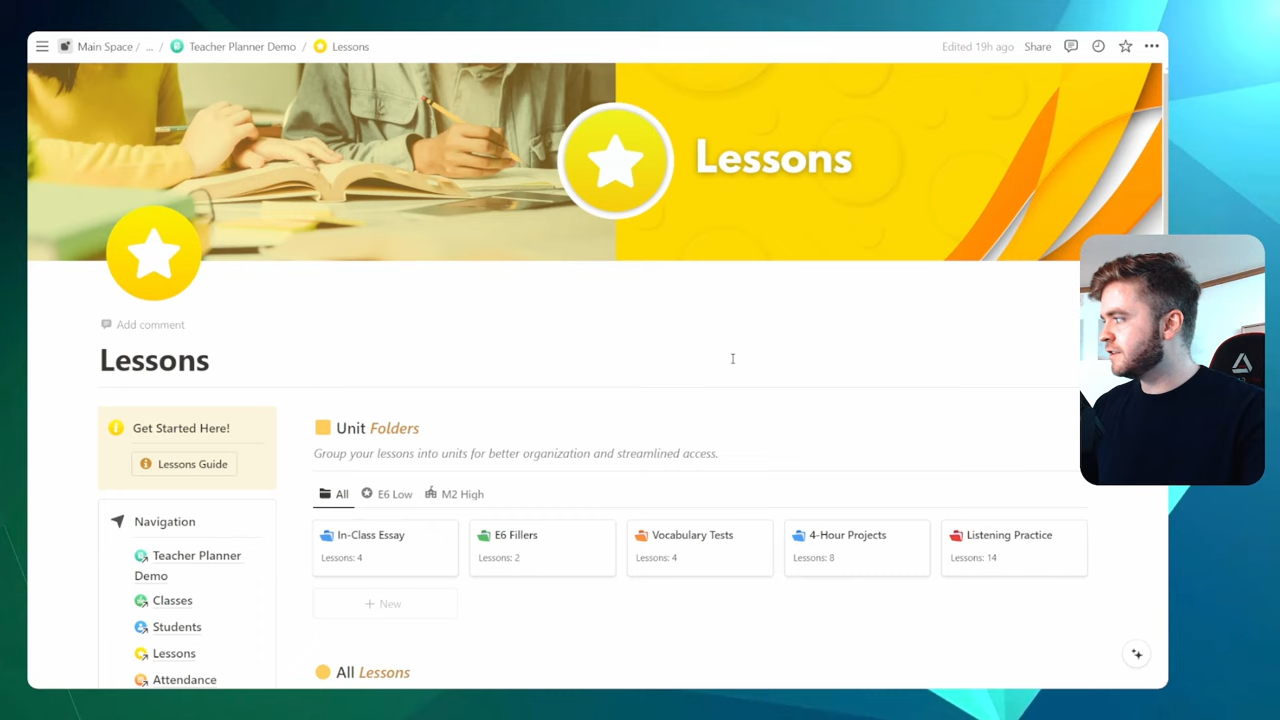 Main Space / ... / Teacher Planner Demo / Lessons
Edited 19h ago Share
Lessons
Add comment
Lessons
Get Started Here!
Lessons Guide
Navigation
Teacher Planner
Demo
Classes
Students
Lessons
Attendance
Unit Folders
Group your lessons into units for better organization and streamlined access.
All E6 Low M2 High
In-Class Essay
Lessons: 4
E6 Fillers
Lessons: 2
Vocabulary Tests
Lessons: 4
4-Hour Projects
Lessons: 8
Listening Practice
Lessons: 14
+ New
All Lessons